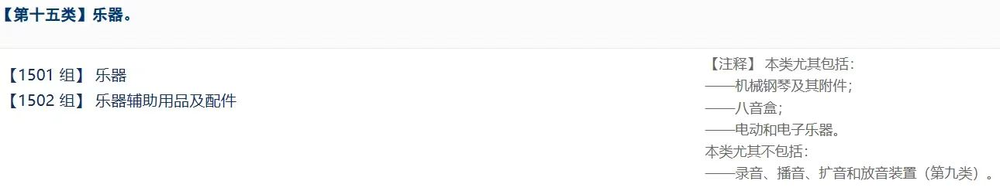 【第十五类】乐器。
【1501 组】 乐器
【1502 组】 乐器辅助用品及配件
【注释】 本类尤其包括：
——机械钢琴及其附件；
——八音盒；
——电动和电子乐器。
本类尤其不包括：
——录音、播音、扩音和放音装置（第九类）。